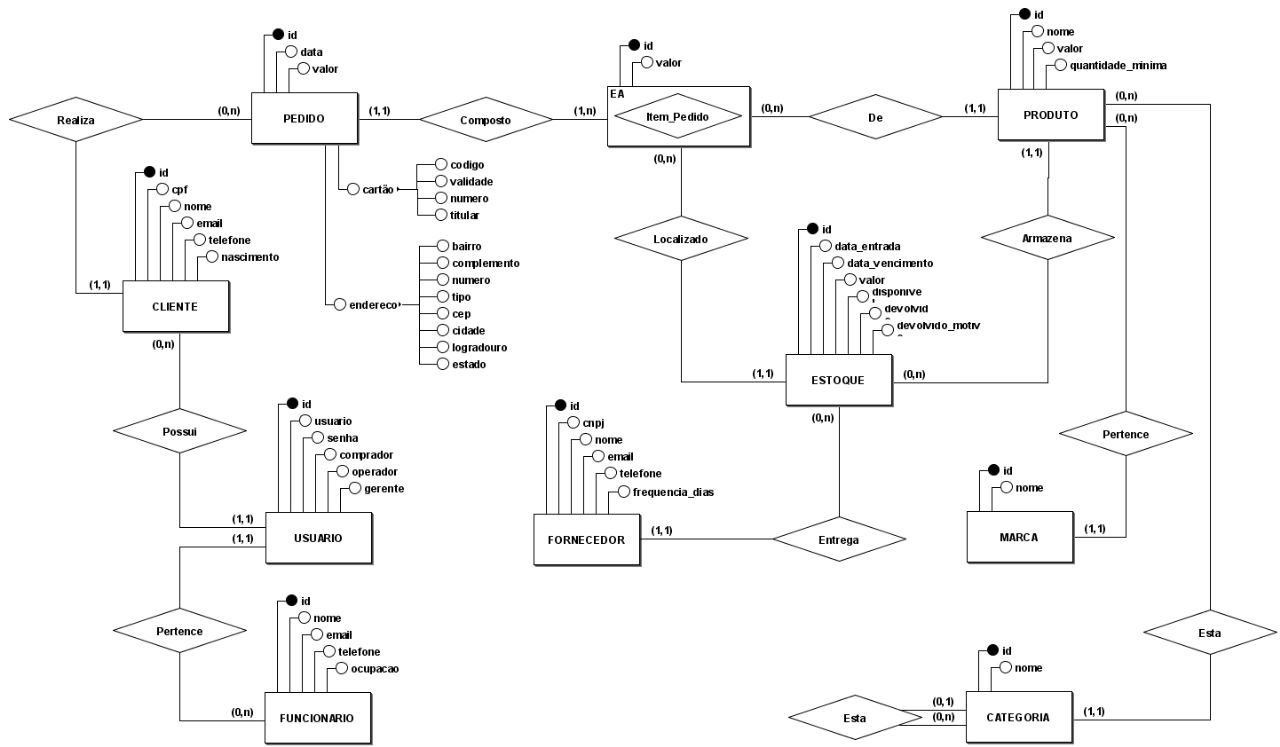 id
data
valor
(0,n)
PEDIDO
(1,1)
Realiza
Composto
id
valor
EA
(1,n)
Item_Pedido
(0,n)
(0,n)
De
id
nome
valor
quantidade_minima
(1,1)
PRODUTO
(0,n)
(0,n)
(1,1)
cartão
codigo
validade
numero
titular
endereco
bairro
complemento
numero
tipo
cep
cidade
logradouro
estado
id
cpf
nome
email
telefone
nascimento
(1,1)
CLIENTE
(0,n)
Localizado
Armazena
id
data_entrada
data_vencimento
valor
devolvido_motiv
(1,1)
ESTOQUE
(0,n)
(0,n)
Possui
Pertence
id
usuario
senha
comprador
operador
gerente
(1,1)
USUARIO
(1,1)
id
cnpj
nome
email
telefone
frequencia_dias
FORNECEDOR
(1,1)
Entrega
id
nome
MARCA
(1,1)
Pertence
id
nome
email
telefone
ocupacao
(0,n)
FUNCIONARIO
Esta
id
nome
Esta
(0,1)
(0,n)
CATEGORIA
(1,1)